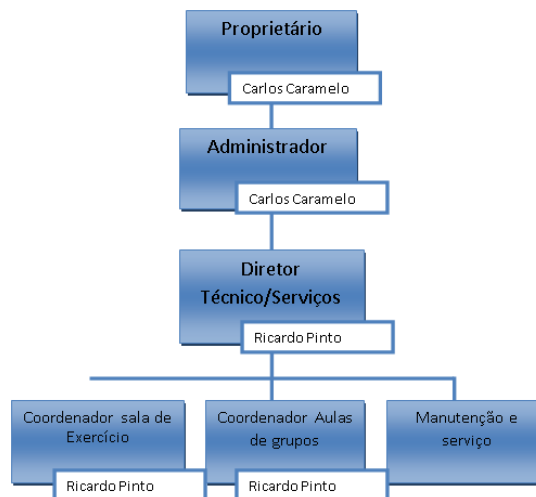 Proprietário
Carlos Caramelo
Administrador
Carlos Caramelo
Diretor
Técnico/Serviços
Ricardo Pinto
Coordenador sala de
Exercício
Ricardo Pinto
Coordenador Aulas
de grupos
Ricardo Pinto
Manutenção e
serviço